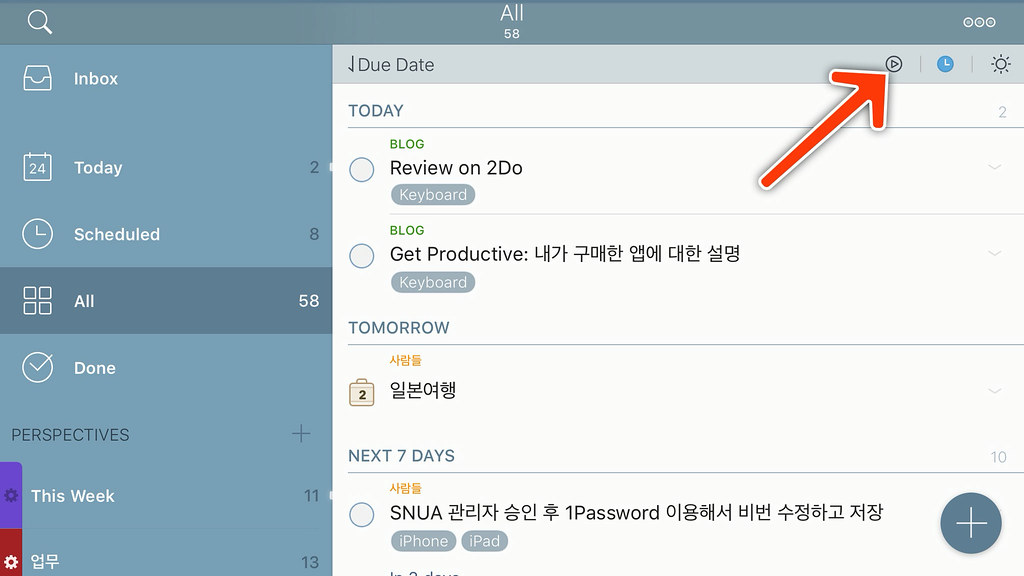 All
58
Inbox
24
Today
2
Scheduled
8
All
58
Done
PERSPECTIVES
This Week
11
업무
13
Due Date
TODAY
2
BLOG
Review on 2Do
Keyboard
BLOG
Get Productive: 내가 구매한 앱에 대한 설명
Keyboard
TOMORROW
사람들
2
일본여행
NEXT 7 DAYS
10
사람들
SNUA 관리자 승인 후 1Password 이용해서 비번 수정하고 저장
iPhone
iPad
In 3 days